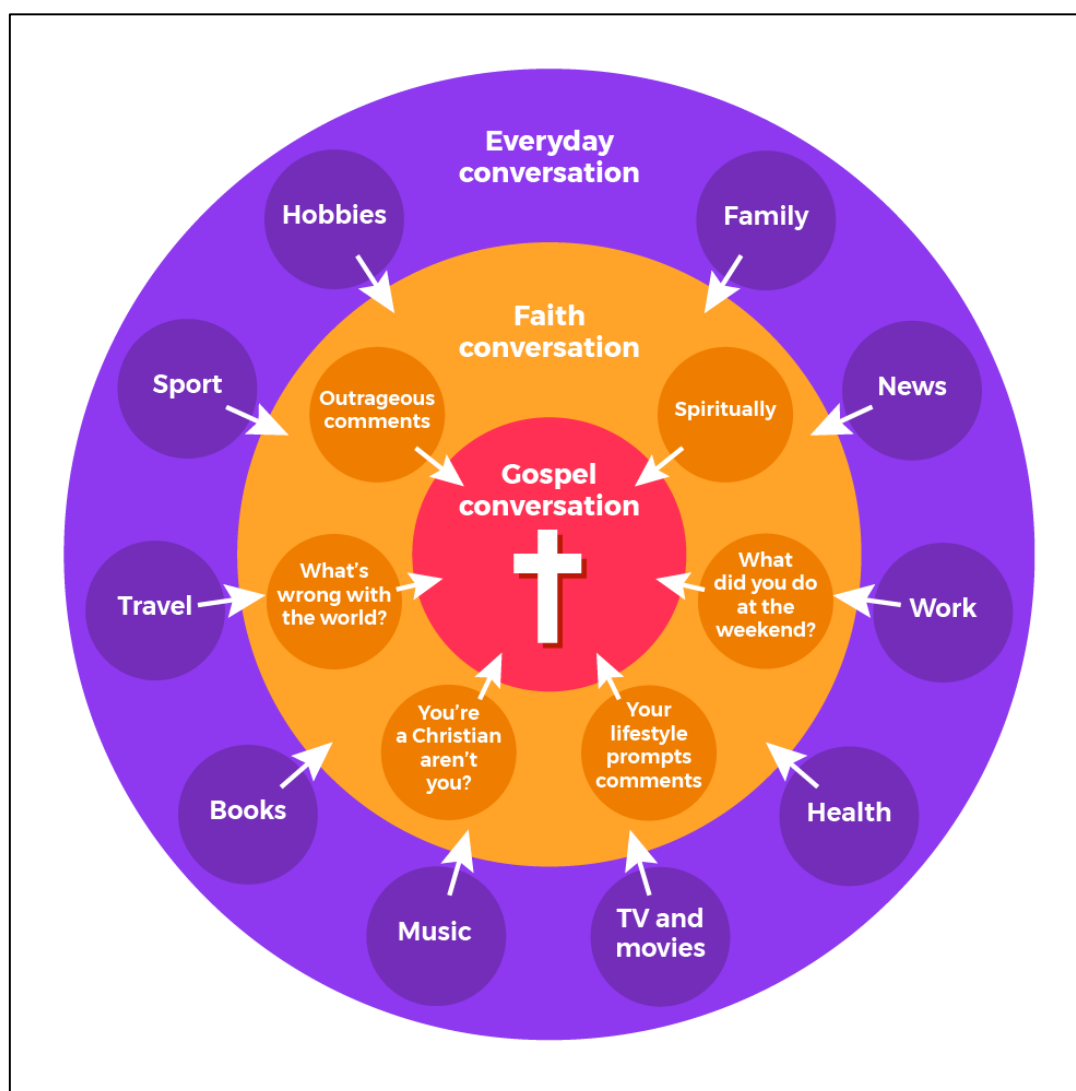 Everyday
conversation
Hobbies
Family
Faith
conversation
Sport
News
Outrageous
comments
Spiritually
Gospel
conversation
Travel
What's
wrong with
the world?
What
did you do
at the
weekend?
Work
You're
a Christian
aren't
you?
Your
lifestyle
prompts
comments
Books
Health
Music
TV and
movies